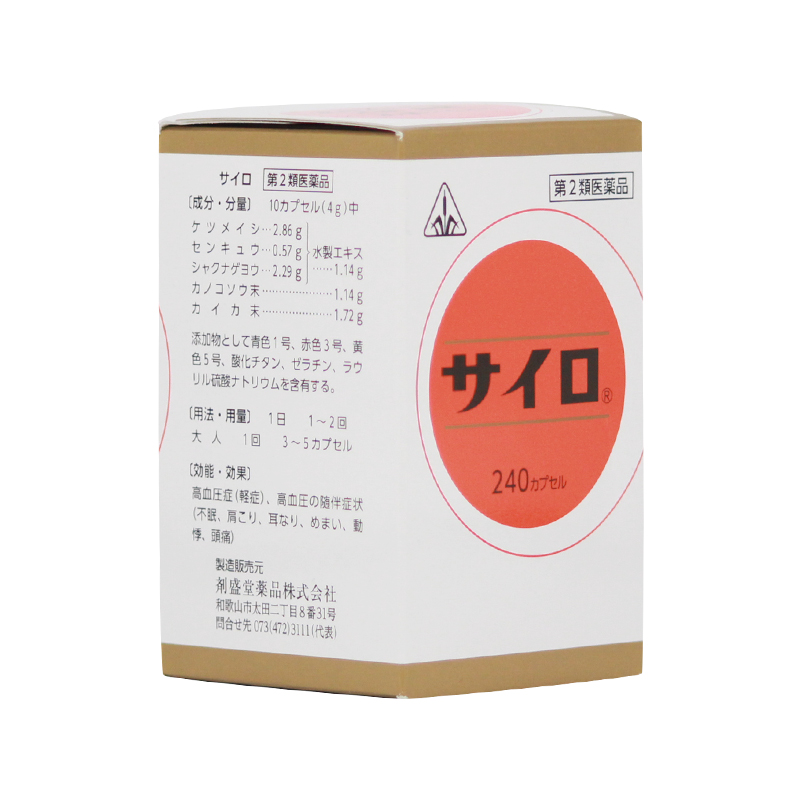 サイロ 第2類医薬品
〔成分・分量〕 10カプセル(4g)中
ケツメイシ…2.86g
センキュウ…0.57g 水製エキス
シャクナゲヨウ…2.29g ……1.14g
カノコソウ末………………1.14g
カイカ末…………………1.72g
添加物として青色1号、赤色3号、黄
色5号、酸化チタン、ゼラチン、ラウ
リル硫酸ナトリウムを含有する。
〔用法・用量〕 1日 1～2回
大人 1回 3～5カプセル
〔効能・効果〕
高血圧症(軽症)、高血圧の随伴症状
(不眠、肩こり、耳なり、めまい、動
悸、頭痛)
製造販売元
剤盛堂薬品株式会社
和歌山市太田二丁目8番31号
問合せ先 073(472)3111(代表)
第2類医薬品
サイロ®
240カプセル